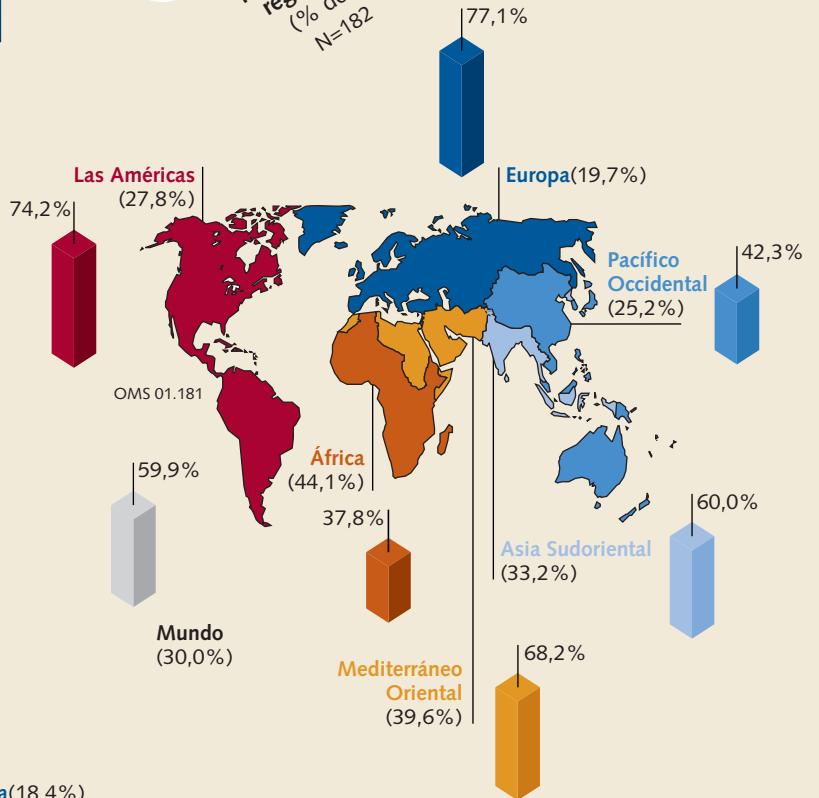 (% d
N=182
77,1%
Las Américas
(27,8%)
Europa(19,7%)
74,2%
Pacífico
Occidental
(25,2%)
42,3%
OMS 01.181
África
(44,1%)
59,9%
37,8%
60,0%
Asia Sudoriental
(33,2%)
Mundo
(30,0%)
Mediterráneo
Oriental
(39,6%)
68,2%
a(18,4%)